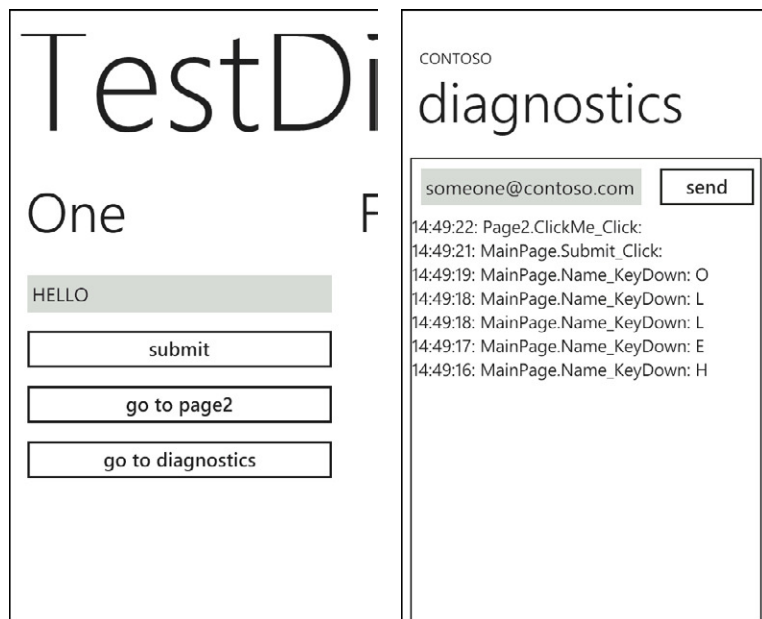 TestDi
One
F
HELLO
submit
go to page2
go to diagnostics
CONTOSO
diagnostics
someone@contoso.com
send
14:49:22: Page2.ClickMe_Click:
14:49:21: MainPage.Submit_Click:
14:49:19: MainPage.Name_KeyDown: O
14:49:18: MainPage.Name_KeyDown: L
14:49:18: MainPage.Name_KeyDown: L
14:49:17: MainPage.Name_KeyDown: E
14:49:16: MainPage.Name_KeyDown: H